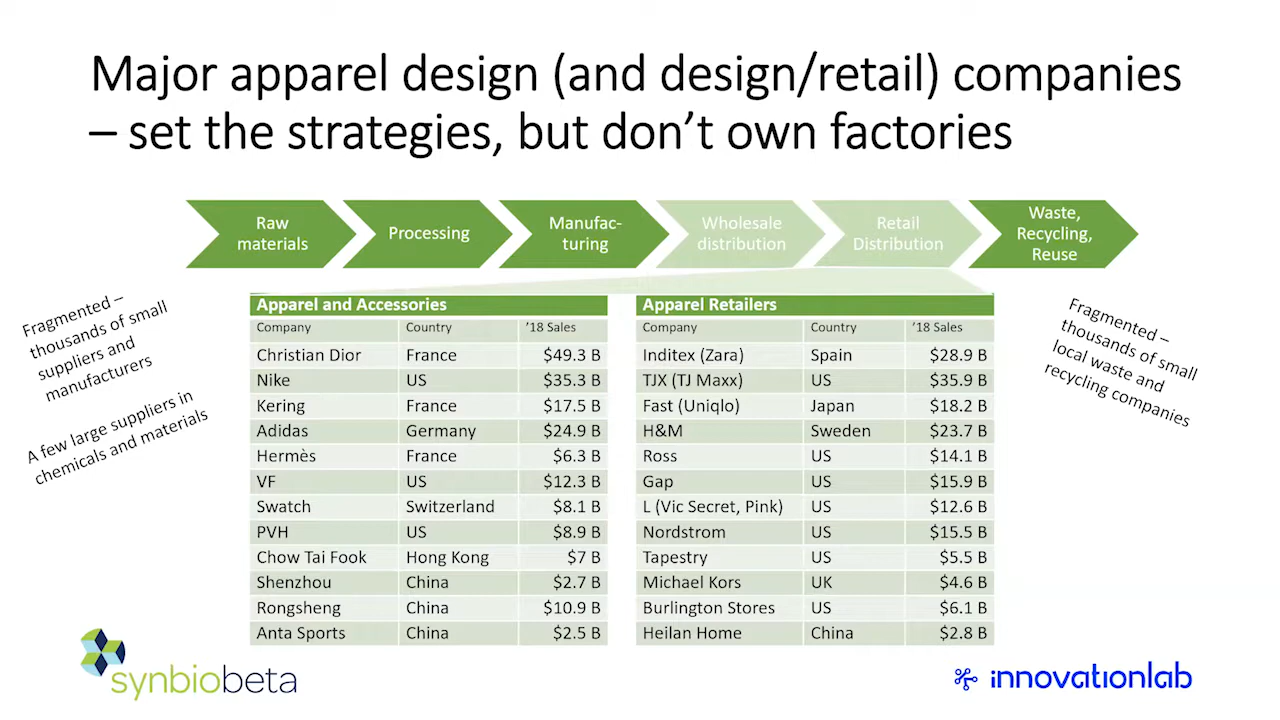 Major apparel design (and design/retail) companies
– set the strategies, but don’t own factories
Raw
materials
Processing
Manufac-
turing
Wholesale
distribution
Retail
Distribution
Waste,
Recycling,
Reuse
Fragmented –
thousands of small
suppliers and
manufacturers
A few large suppliers in
chemicals and materials
Apparel and Accessories
Company Country ’18 Sales
Christian Dior France $49.3 B
Nike US $35.3 B
Kering France $17.5 B
Adidas Germany $24.9 B
Hermès France $6.3 B
VF US $12.3 B
Swatch Switzerland $8.1 B
PVH US $8.9 B
Chow Tai Fook Hong Kong $7 B
Shenzhou China $2.7 B
Rongsheng China $10.9 B
Anta Sports China $2.5 B
Apparel Retailers
Company Country ’18 Sales
Inditex (Zara) Spain $28.9 B
TJX (TJ Maxx) US $35.9 B
Fast (Uniqlo) Japan $18.2 B
H&M Sweden $23.7 B
Ross US $14.1 B
Gap US $15.9 B
L (Vic Secret, Pink) US $12.6 B
Nordstrom US $15.5 B
Tapestry US $5.5 B
Michael Kors UK $4.6 B
Burlington Stores US $6.1 B
Heilan Home China $2.8 B
Fragmented –
thousands of small
local waste and
recycling companies
synbiobeta
innovationlab